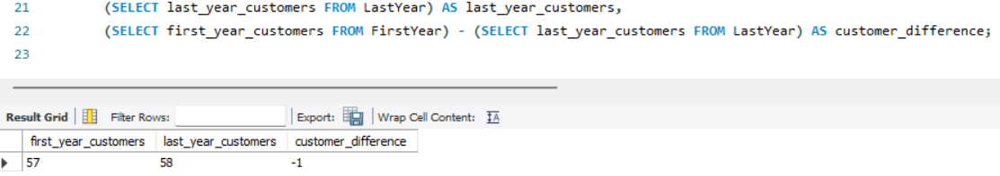 21 (SELECT last_year_customers FROM LastYear) AS last_year_customers,
22 (SELECT first_year_customers FROM FirstYear) - (SELECT last_year_customers FROM LastYear) AS customer_difference;
23
Result Grid Filter Rows: Export: Wrap Cell Content: IA
first_year_customers last_year_customers customer_difference
57 58 -1